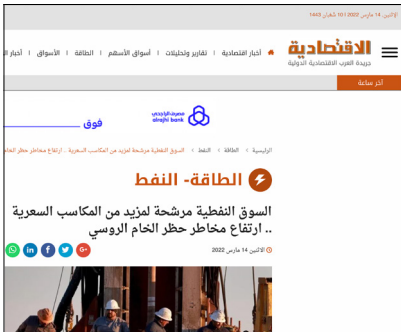 الإثنين, 14 مارس 2022 | 10 شعبان 1443
الاقتصادية
جريدة العرب الاقتصادية الدولية
أخبار اقتصادية | تقارير وتحليلات | أسواق الأسهم | الطاقة | الأسواق | أخبار
آخر ساعة
مصرف الراجحي
alrajhi bank
فوق
الرئيسية › الطاقة › النفط › السوق النفطية مرشحة لمزيد من المكاسب السعرية .. ارتفاع مخاطر حظر الخام
الطاقة- النفط
السوق النفطية مرشحة لمزيد من المكاسب السعرية
.. ارتفاع مخاطر حظر الخام الروسي
الاثنين 14 مارس 2022